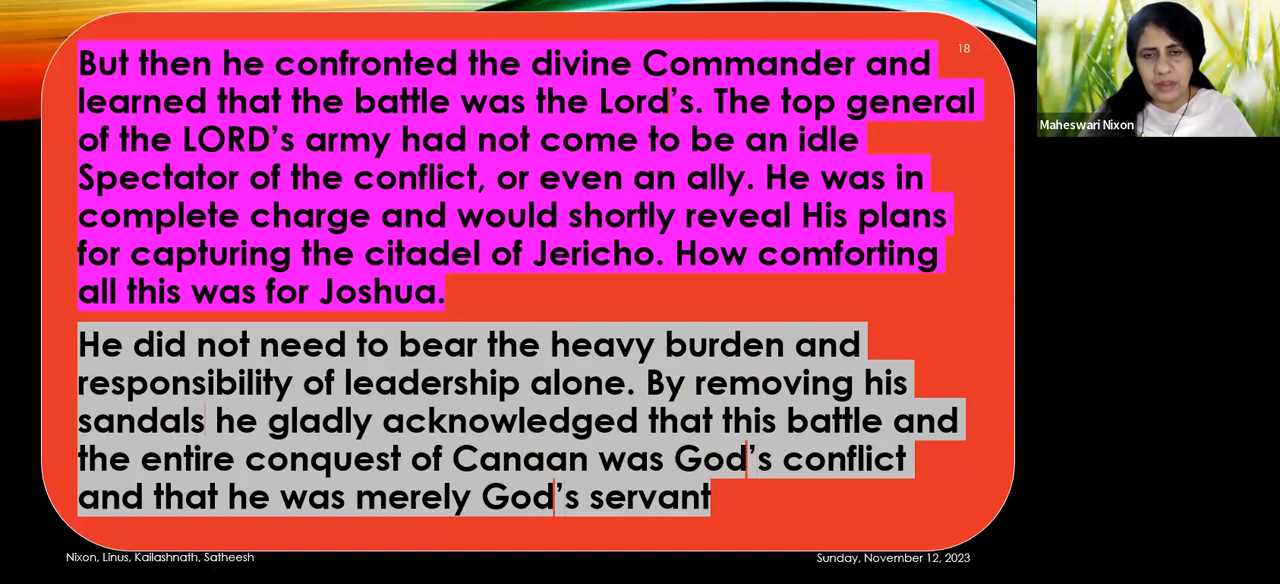 18
But then he confronted the divine Commander and
learned that the battle was the Lord’s. The top general
of the LORD’s army had not come to be an idle
Spectator of the conflict, or even an ally. He was in
complete charge and would shortly reveal His plans
for capturing the citadel of Jericho. How comforting
all this was for Joshua.
He did not need to bear the heavy burden and
responsibility of leadership alone. By removing his
sandals he gladly acknowledged that this battle and
the entire conquest of Canaan was God’s conflict
and that he was merely God’s servant
Nixon, Linus, Kailashnath, Satheesh
Sunday, November 12, 2023
Maheswari Nixon